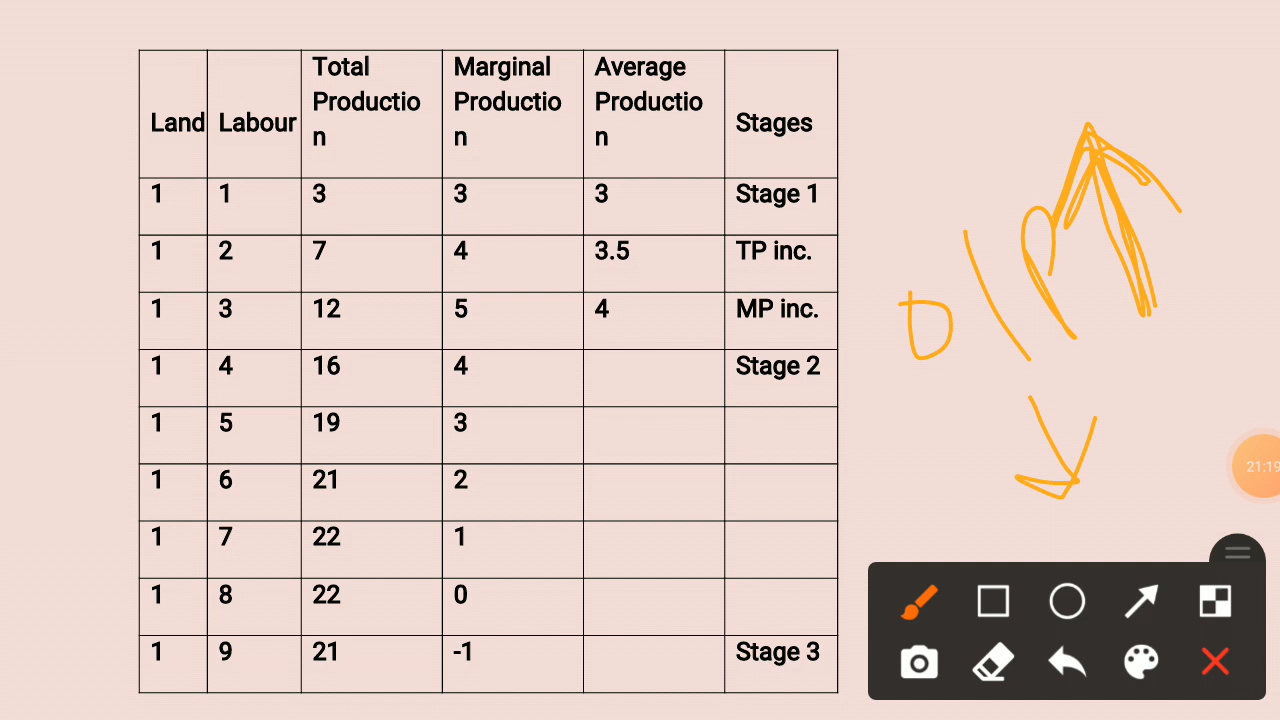 Land Labour Total Productio n Marginal Productio n Average Productio n Stages
1 1 3 3 3 Stage 1
1 2 7 4 3.5 TP inc.
1 3 12 5 4 MP inc.
1 4 16 4 Stage 2
1 5 19 3
1 6 21 2
1 7 22 1
1 8 22 0
1 9 21 -1 Stage 3
21:19